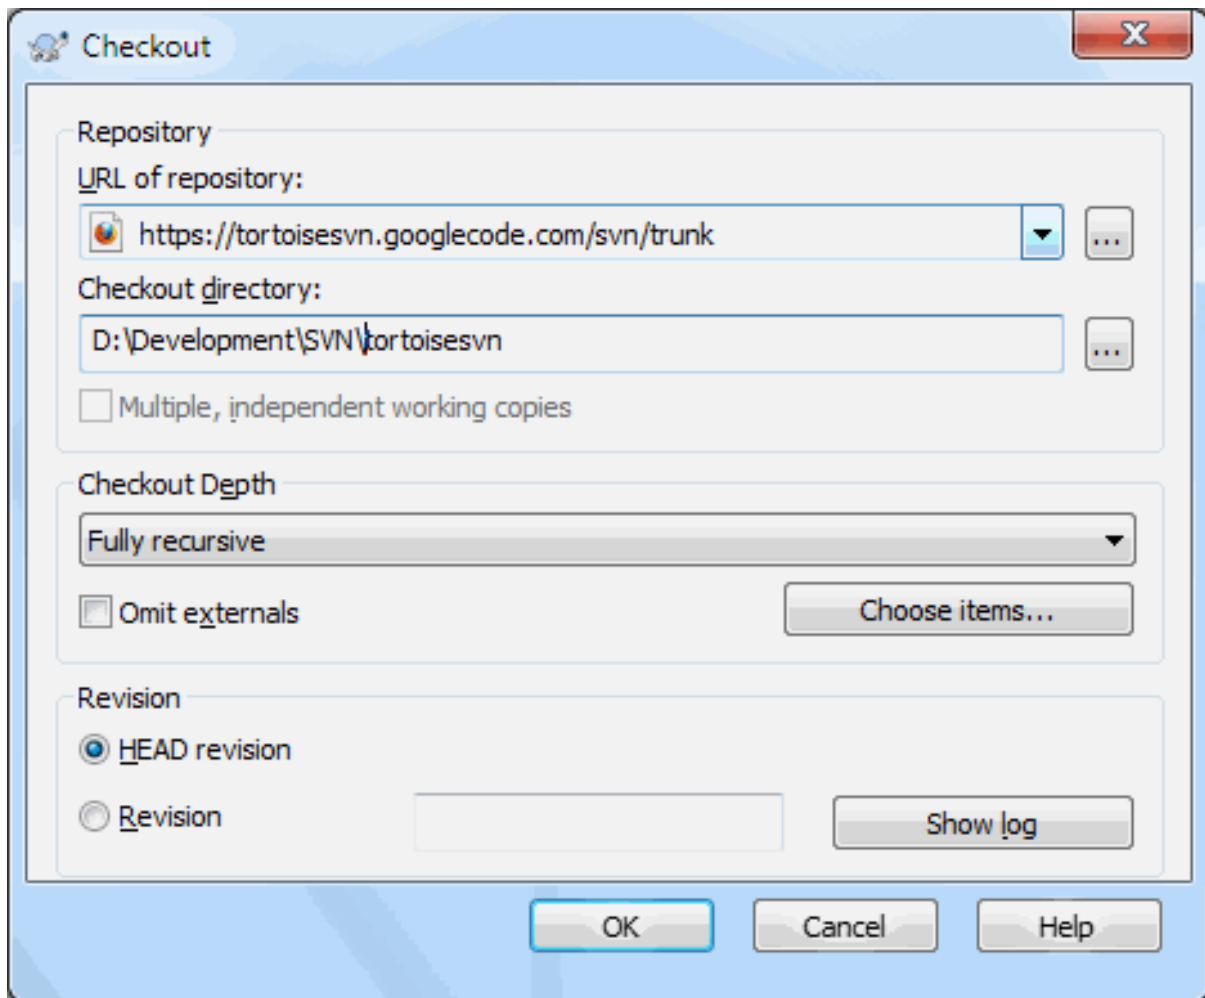 Checkout
Repository
URL of repository:
https://tortoisesvn.googlecode.com/svn/trunk
...
Checkout directory:
D:\Development\SVN\tortoisesvn
...
Multiple, independent working copies
Checkout Depth
Fully recursive
Omit externals
Choose items...
Revision
HEAD revision
Revision
Show log
OK
Cancel
Help